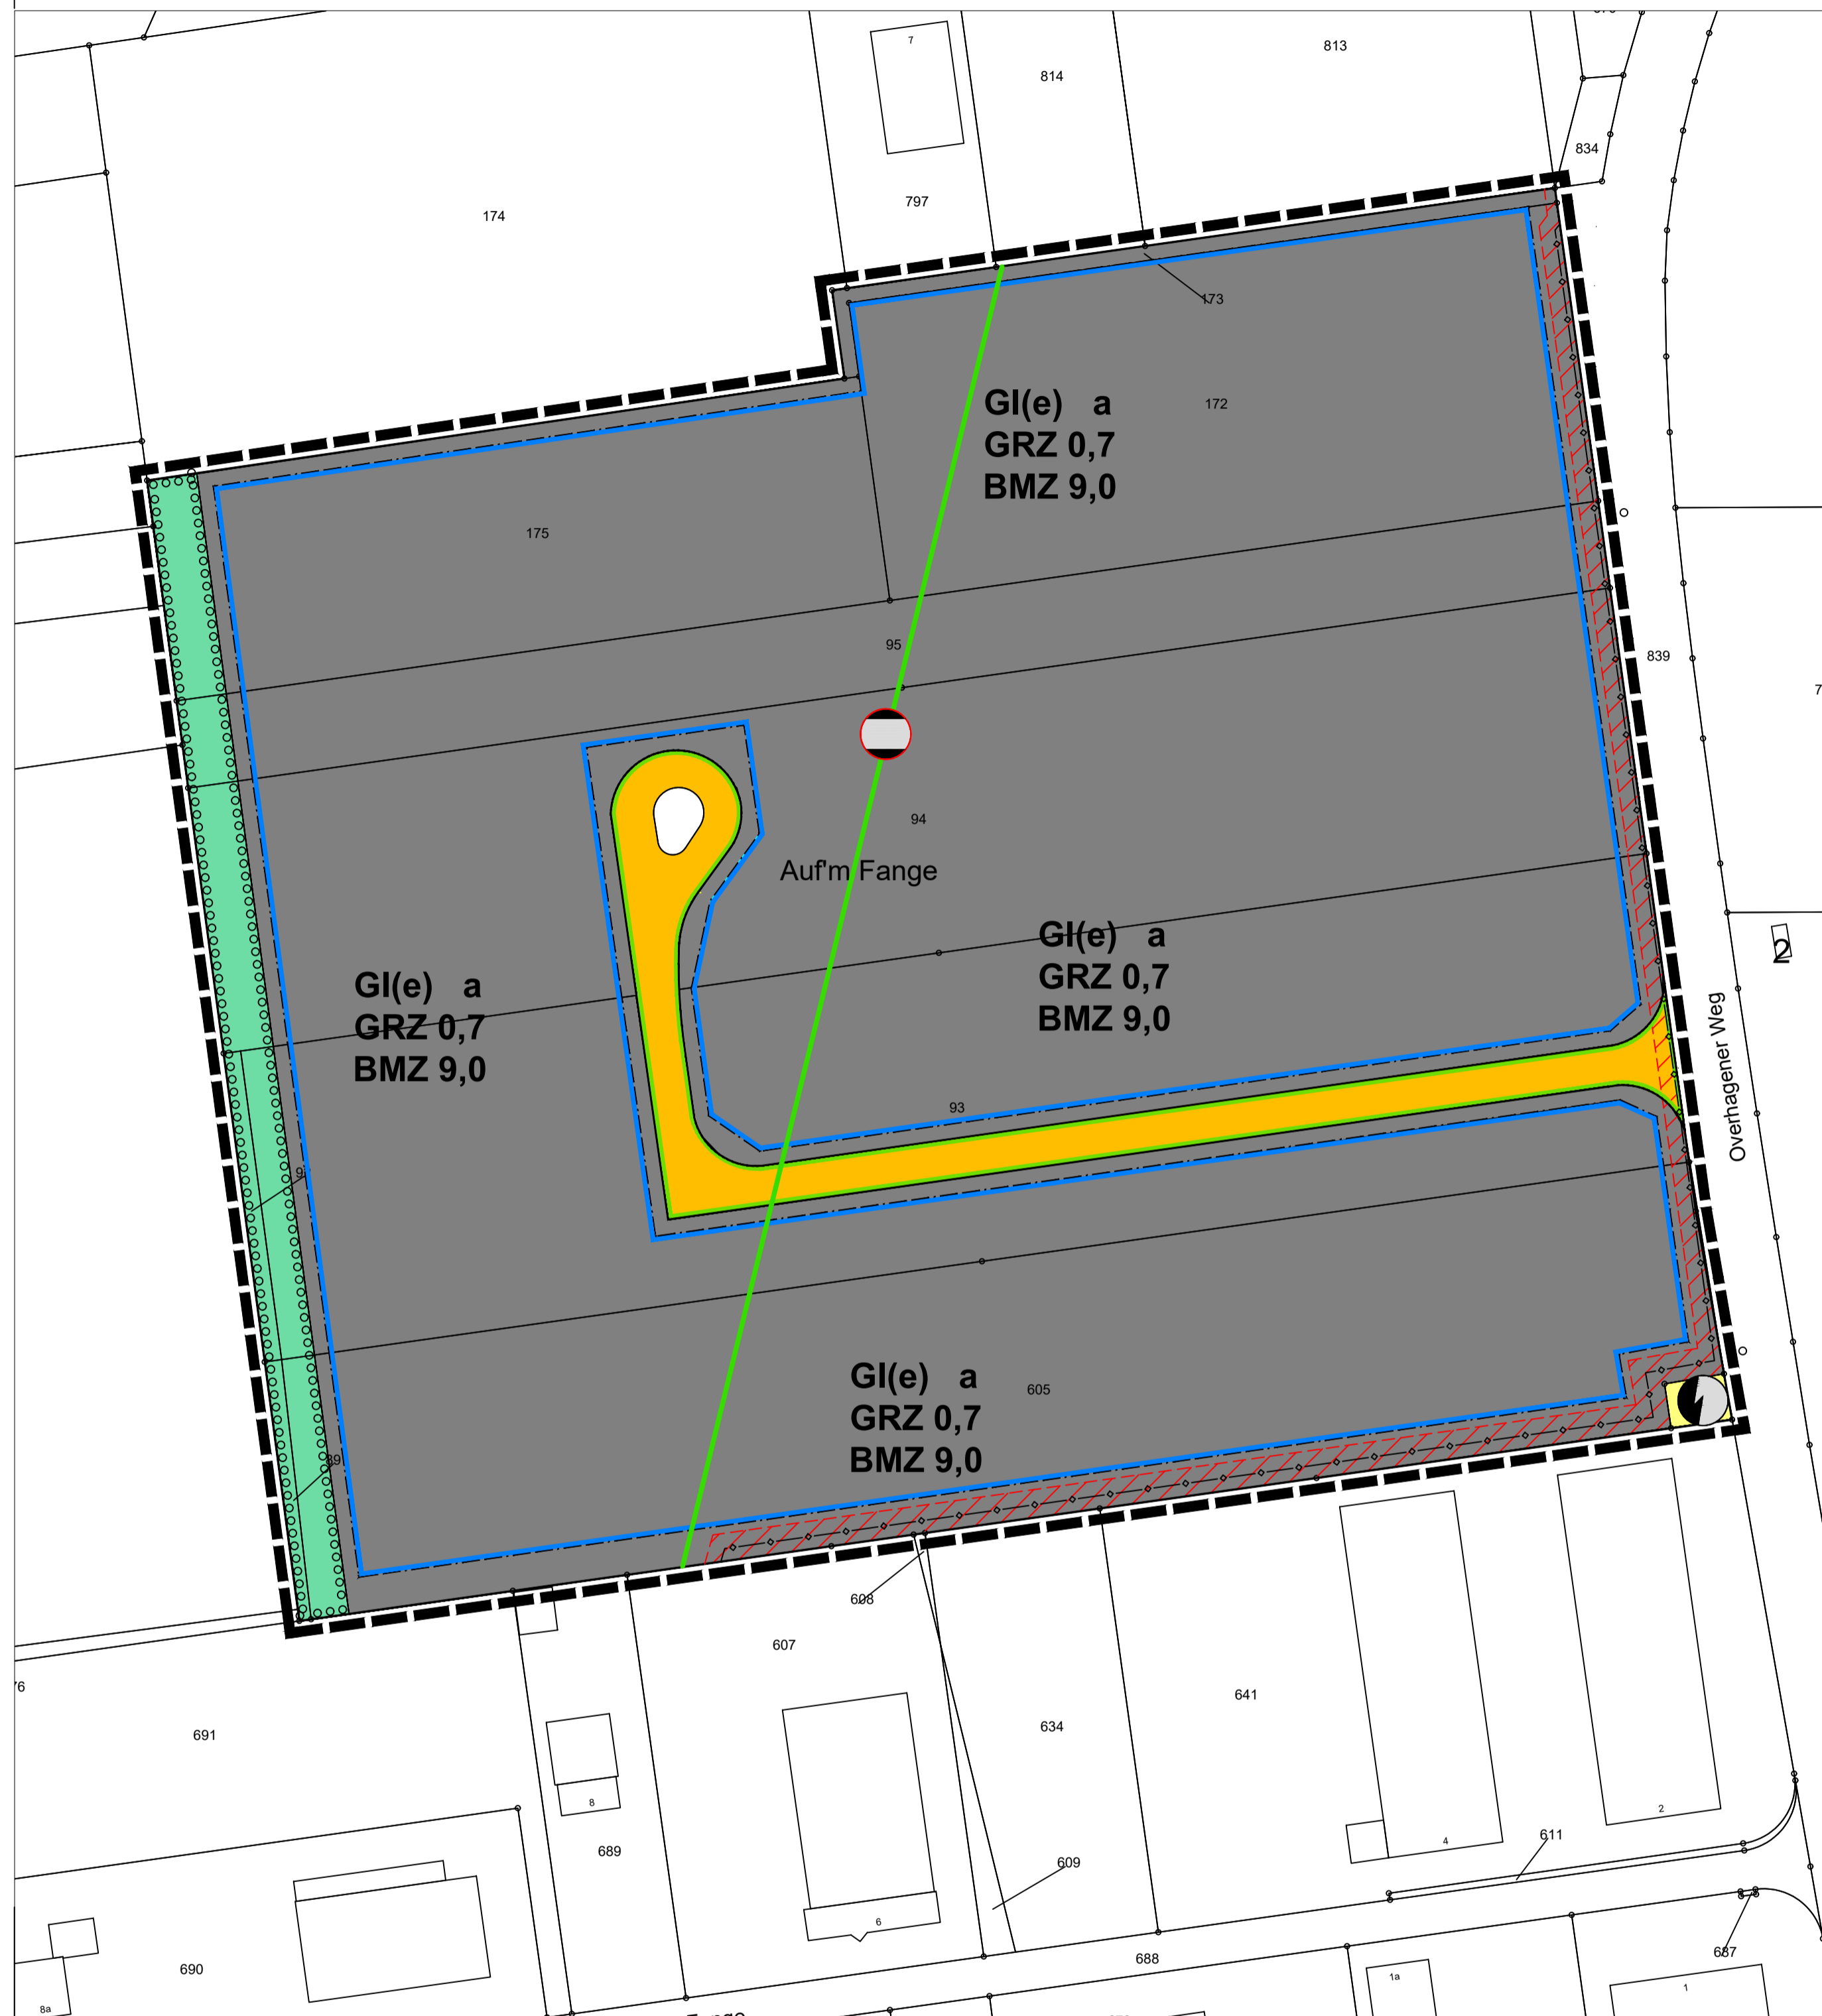 7
814
813
834
797
174
173
GI(e) a
GRZ 0,7
BMZ 9,0
172
175
95
839
94
Auf'm Fange
GI(e) a
GRZ 0,7
BMZ 9,0
2
GI(e) a
GRZ 0,7
BMZ 9,0
Overhagener Weg
93
GI(e) a
GRZ 0,7
BMZ 9,0
605
608
607
691
641
634
8
2
4
611
689
609
6
688
687
690
1a
1
8a